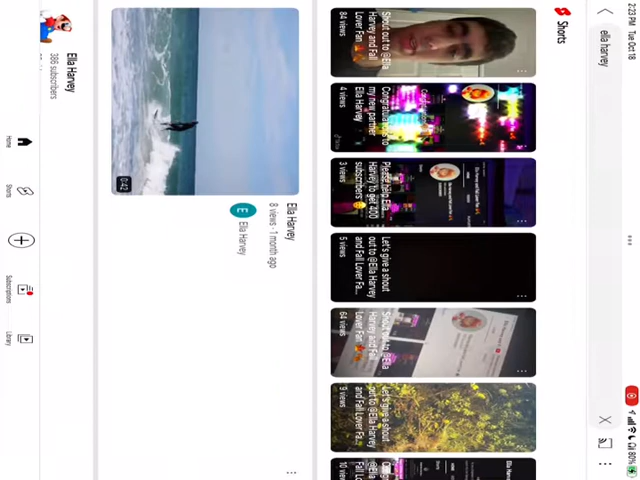 2:23 PM Tue Oct 18
80%
ella harvey
Shorts
Shout out to @Ella
Harvey and Fall
Lover Fan
84 views
Congratulations to
my new partner
Ella Harvey
4 views
Please help Ella
Harvey to get 400
subscribers
3 views
Let's give a shout
out to @Ella Harvey
and Fall Lover Fa...
5 views
Shout out to @Ella
Harvey and Fall
Lover Fan
64 views
Let's give a shout
out to @Ella Harvey
and Fall Lover Fa...
9 views
10 views
0:42
Ella Harvey
8 views · 1 month ago
E
Ella Harvey
Ella Harvey
386 subscribers
Home
Shorts
Subscriptions
Library